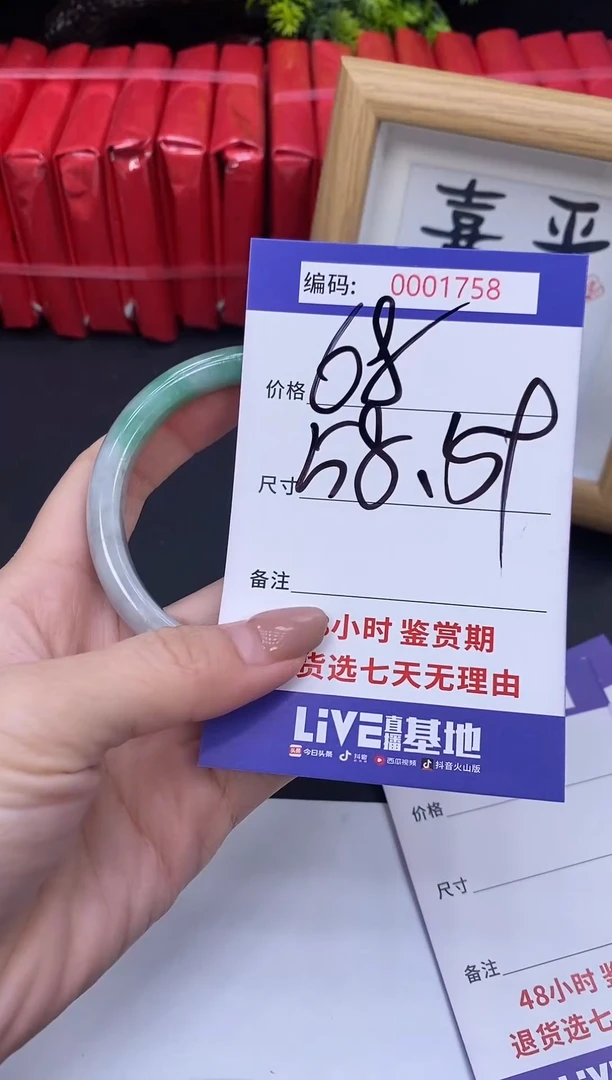 喜平
编码: 0001758
价格 68
尺寸 58.59
备注
小时 鉴赏期
货选七天无理由
LiVE直播基地
今日头条 抖音 西瓜视频 抖音火山版
价格
尺寸
备注
48小时 鉴
退货选七
LiVE